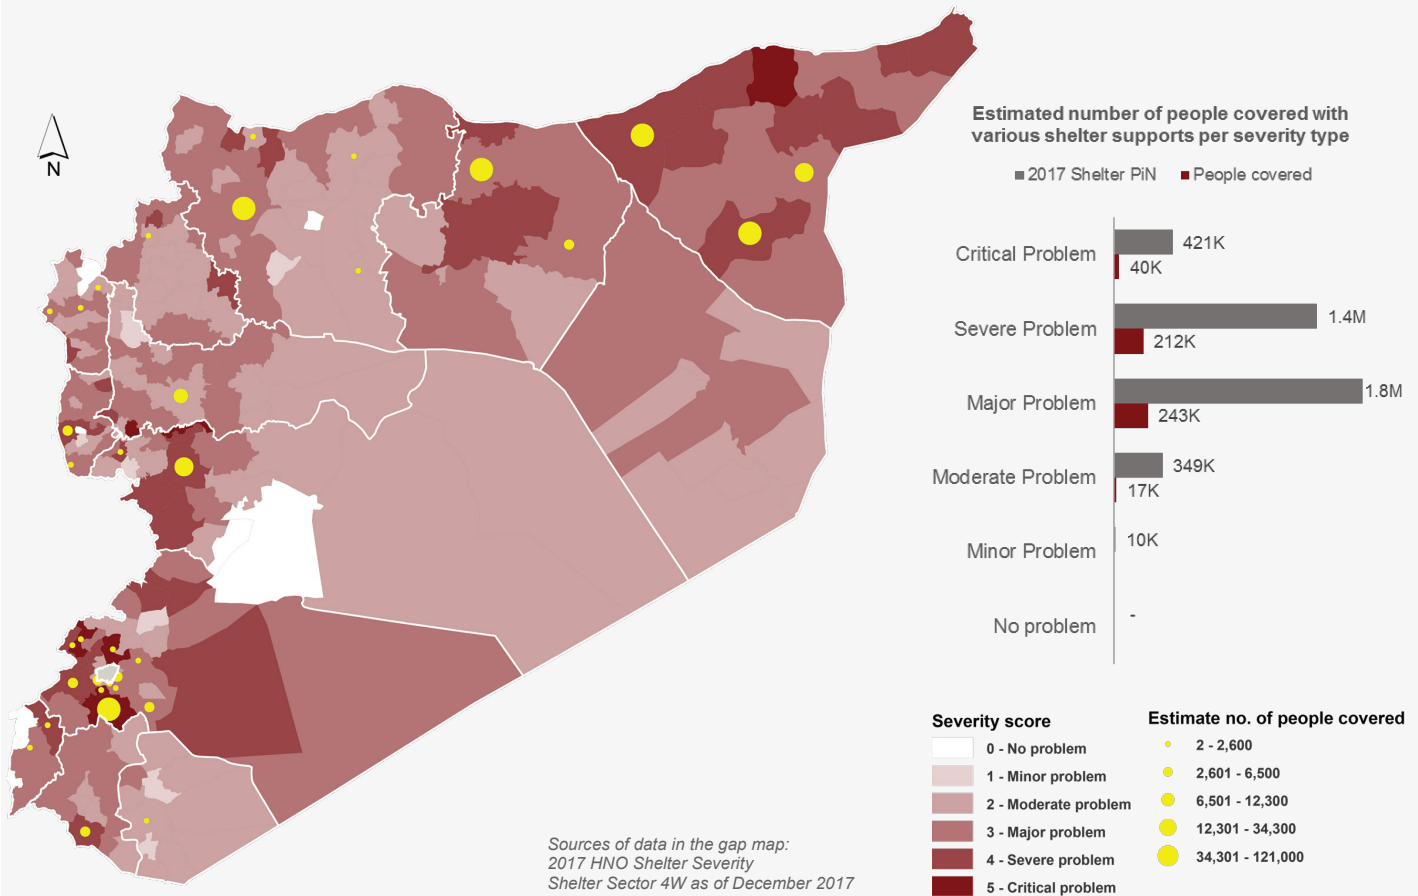 N
Estimated number of people covered with
various shelter supports per severity type
2017 Shelter PiN People covered
Critical Problem 421K
40K
Severe Problem 1.4M
212K
Major Problem 1.8M
243K
Moderate Problem 349K
17K
Minor Problem 10K
No problem -
Severity score
0 - No problem
1 - Minor problem
2 - Moderate problem
3 - Major problem
4 - Severe problem
5 - Critical problem
Estimate no. of people covered
2 - 2,600
2,601 - 6,500
6,501 - 12,300
12,301 - 34,300
34,301 - 121,000
Sources of data in the gap map:
2017 HNO Shelter Severity
Shelter Sector 4W as of December 2017